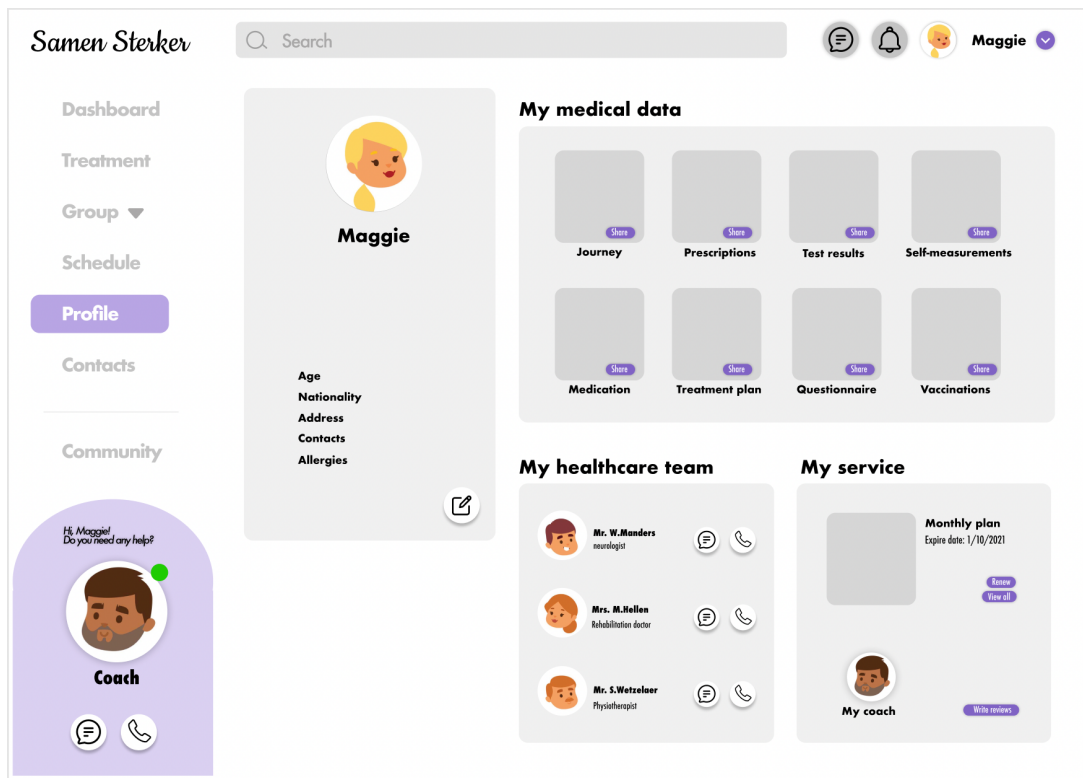 Samen Sterker
Search
Maggie
Dashboard
Treatment
Group
Schedule
Profile
Contacts
Community
Hi, Maggie!
Do you need any help?
Coach
Maggie
Age
Nationality
Address
Contacts
Allergies
My medical data
Share
Share
Share
Share
Journey
Prescriptions
Test results
Self-measurements
Share
Share
Share
Share
Medication
Treatment plan
Questionnaire
Vaccinations
My healthcare team
Mr. W.Manders
neurologist
Mrs. M.Hellen
Rehabilitation doctor
Mr. S.Wetzelaer
Physiotherapist
My service
Monthly plan
Expire date: 1/10/2021
Renew
View all
My coach
Write reviews